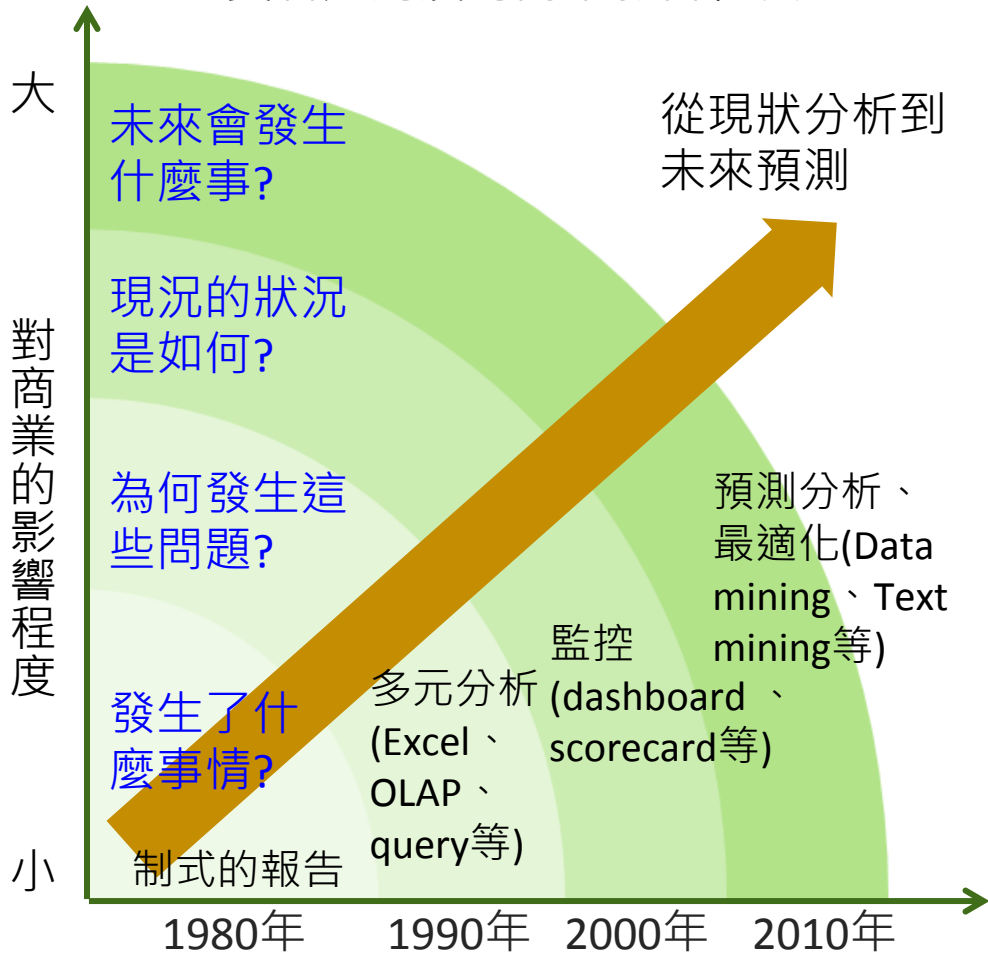 大
未來會發生
什麼事?
從現狀分析到
未來預測
現況的狀況
是如何?
對商業的影響程度
為何發生這
些問題?
預測分析、
最適化(Data
mining、Text
mining等)
監控
(dashboard 、
scorecard等)
多元分析
(Excel、
OLAP、
query等)
發生了什
麼事情?
小
制式的報告
1980年
1990年
2000年
2010年